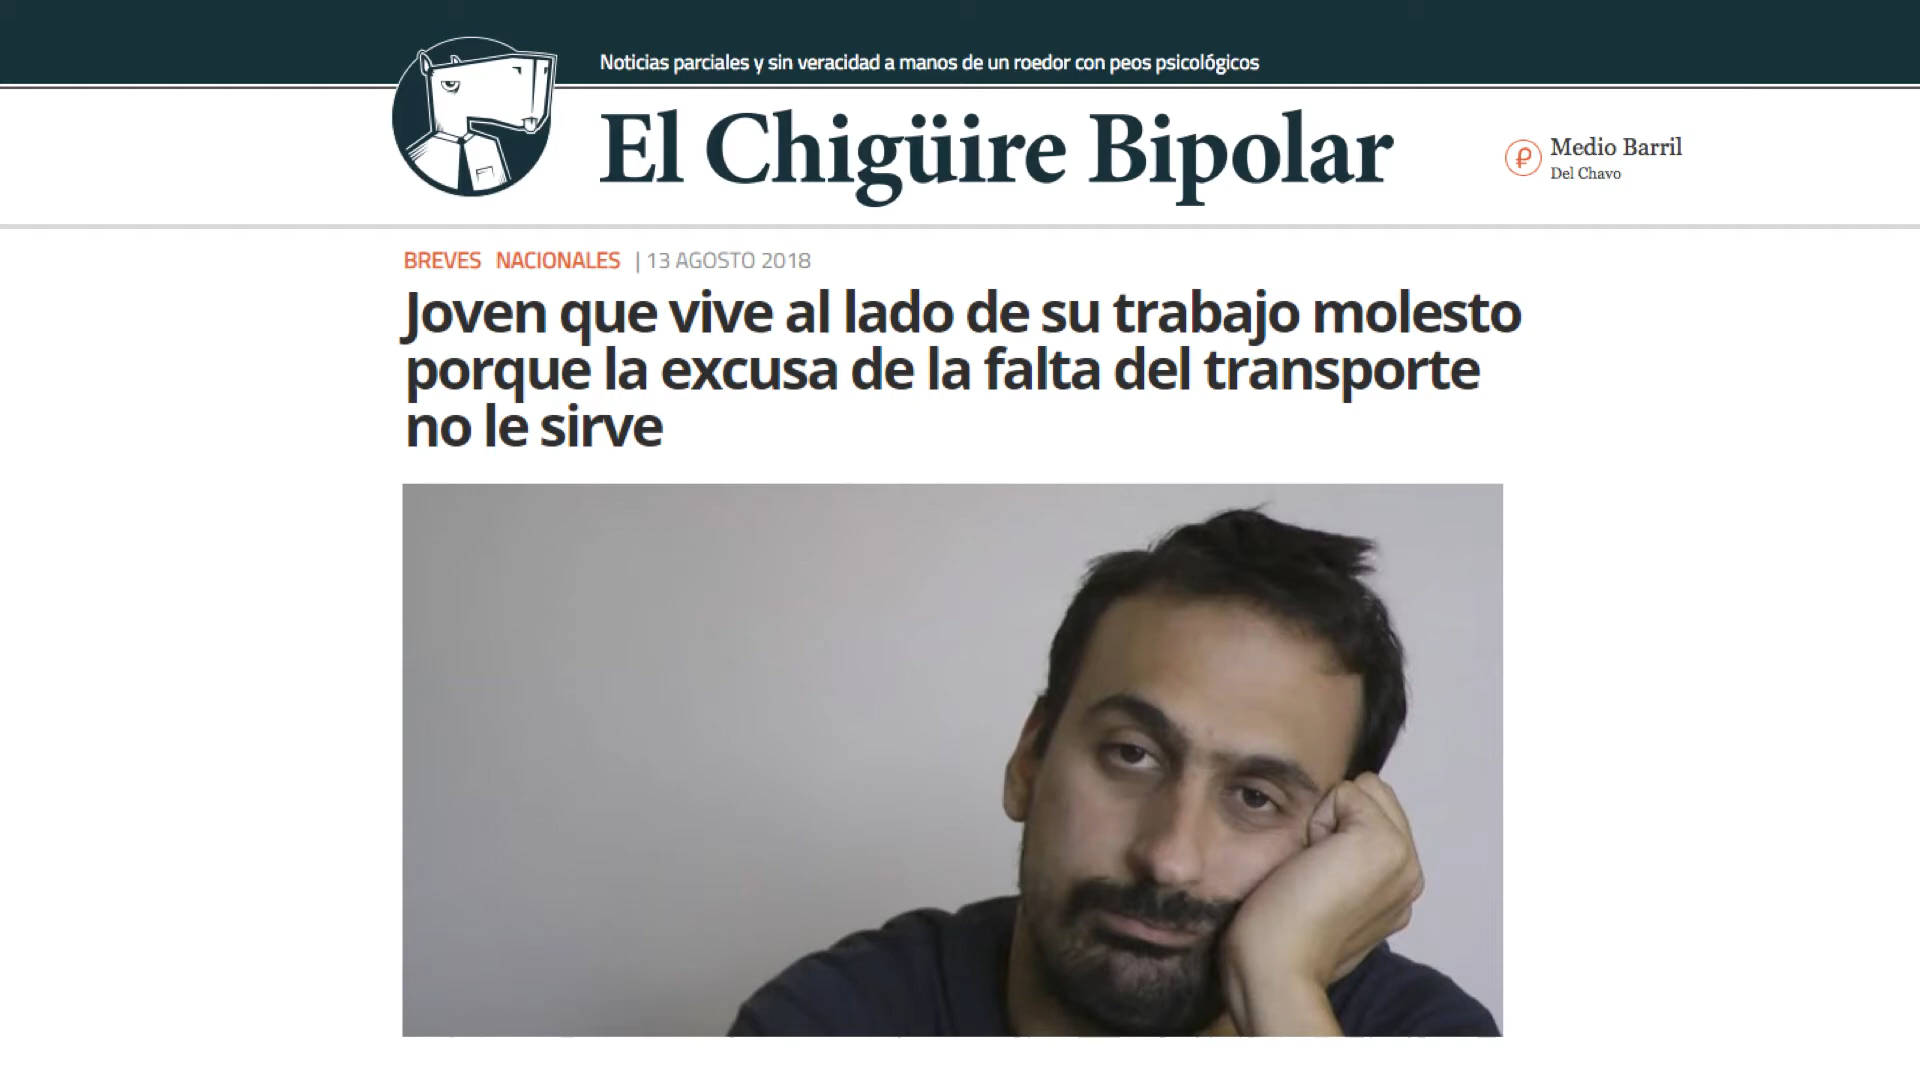 Noticias parciales y sin veracidad a manos de un roedor con peos psicológicos
El Chigüire Bipolar
Medio Barril
Del Chavo
BREVES NACIONALES | 13 AGOSTO 2018
Joven que vive al lado de su trabajo molesto
porque la excusa de la falta del transporte
no le sirve